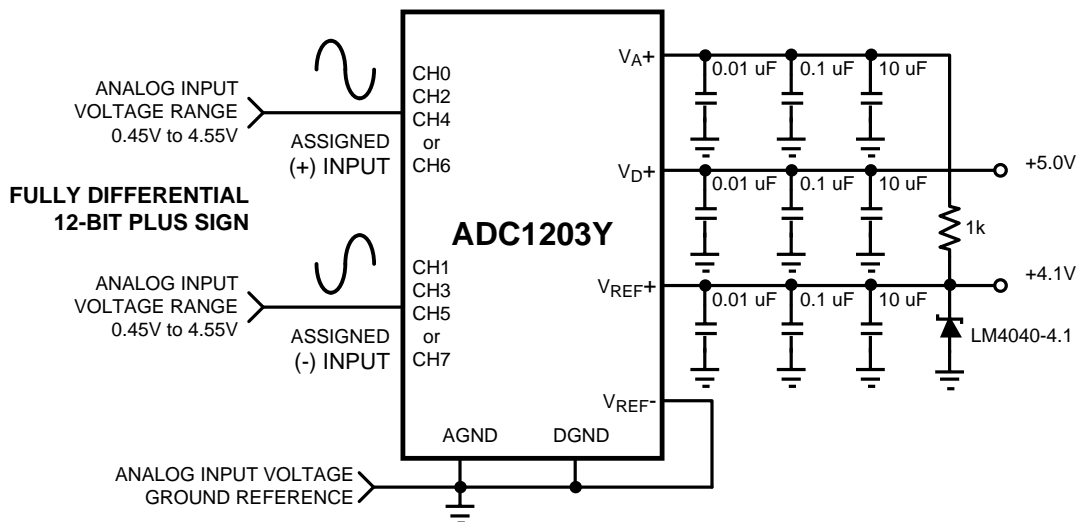 ANALOG INPUT
VOLTAGE RANGE
0.45V to 4.55V
ASSIGNED
(+) INPUT
FULLY DIFFERENTIAL
12-BIT PLUS SIGN
ANALOG INPUT
VOLTAGE RANGE
0.45V to 4.55V
ASSIGNED
(-) INPUT
ANALOG INPUT VOLTAGE
GROUND REFERENCE
CH0
CH2
CH4
or
CH6
ADC1203Y
CH1
CH3
CH5
or
CH7
AGND
DGND
VA+
VD+
VREF+
VREF-
0.01 uF
0.1 uF
10 uF
0.01 uF
0.1 uF
10 uF
+5.0V
1k
0.01 uF
0.1 uF
10 uF
+4.1V
LM4040-4.1